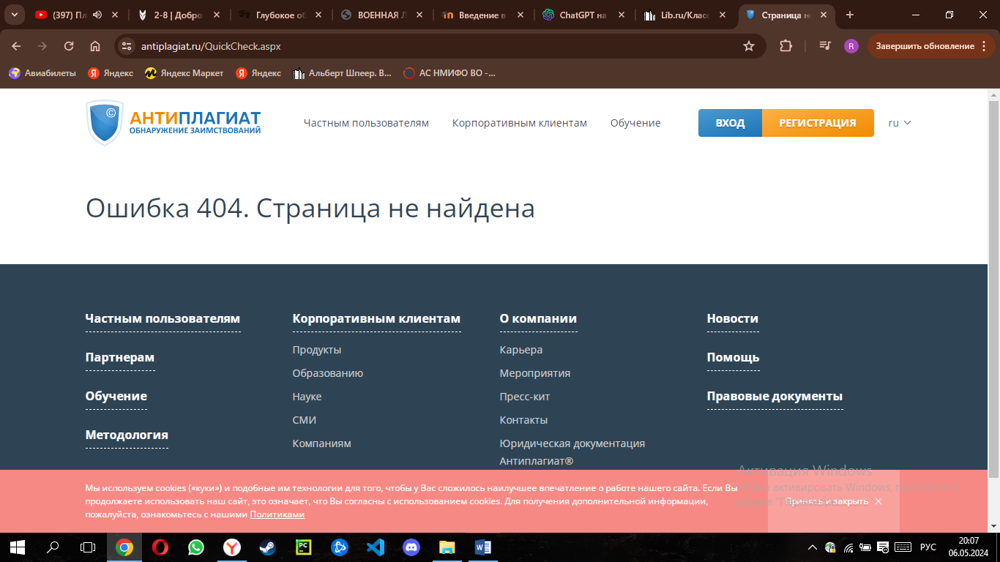 (397) Пл
2-8 | Добро
Глубокое об
ВОЕННАЯ Л
Введение в
ChatGPT на
Lib.ru/Класс
Страница не
antiplagiat.ru/QuickCheck.aspx
R
Завершить обновление
Авиабилеты
Яндекс
Яндекс Маркет
Яндекс
Альберт Шпеер. В...
АС НМИФО ВО -...
АНТИПЛАГИАТ
ОБНАРУЖЕНИЕ ЗАИМСТВОВАНИЙ
Частным пользователям
Корпоративным клиентам
Обучение
ВХОД
РЕГИСТРАЦИЯ
ru
Ошибка 404. Страница не найдена
Частным пользователям
Партнерам
Обучение
Методология
Корпоративным клиентам
Продукты
Образованию
Науке
СМИ
Компаниям
О компании
Карьера
Мероприятия
Пресс-кит
Контакты
Юридическая документация
Антиплагиат®
Новости
Помощь
Правовые документы
Мы используем cookies («куки») и подобные им технологии для того, чтобы у Вас сложилось наилучшее впечатление о работе нашего сайта. Если Вы
продолжаете использовать наш сайт, это означает, что Вы согласны с использованием cookies. Для получения дополнительной информации,
пожалуйста, ознакомьтесь с нашими Политиками
Принять и закрыть
Активация Windows
Чтобы активировать Windows, перейдите в
раздел "Параметры".
РУС
20:07
06.05.2024